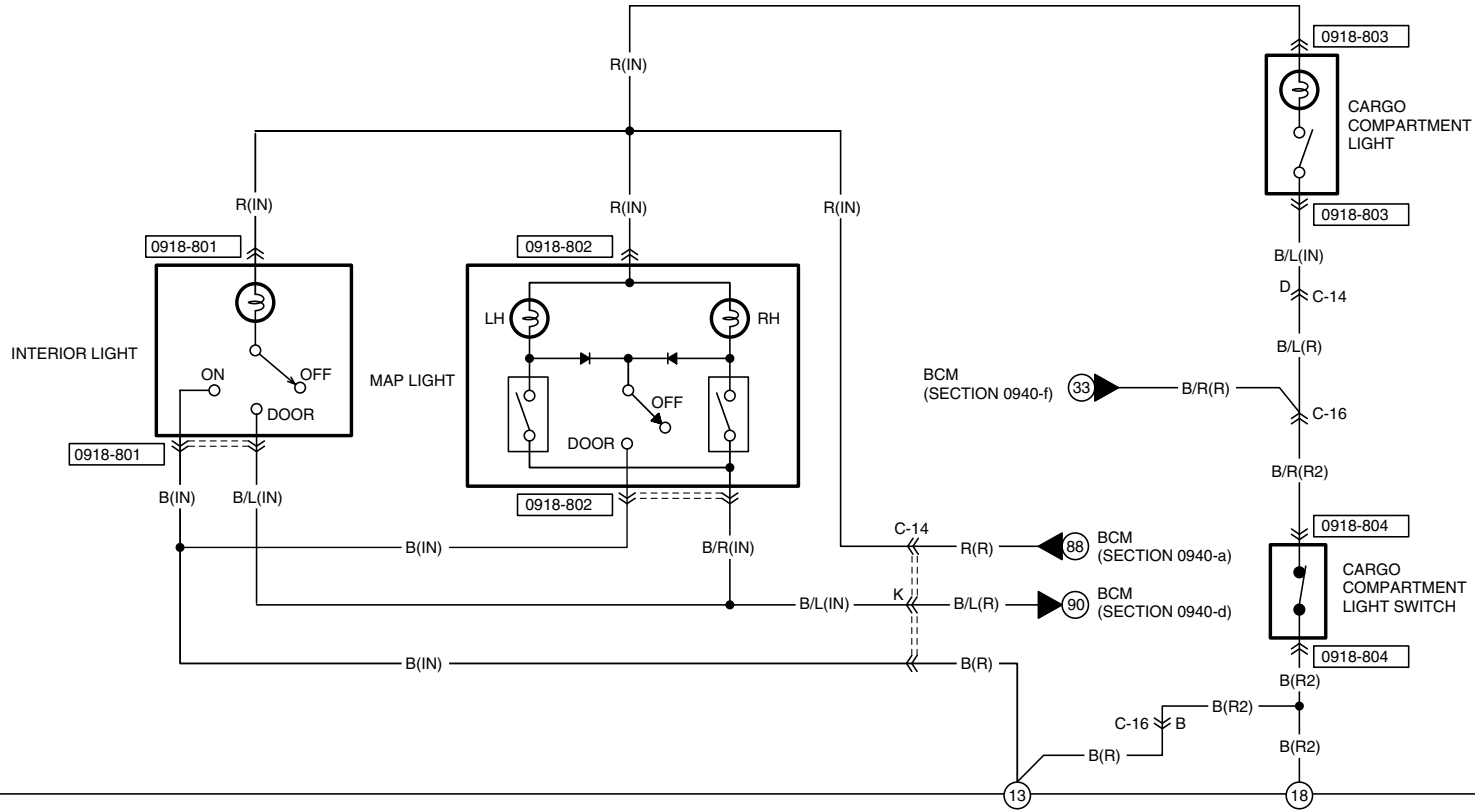 0918-803
R(IN)
CARGO
COMPARTMENT
LIGHT
R(IN)
R(IN)
R(IN)
0918-803
0918-801
0918-802
B/L(IN)
D
C-14
LH
RH
INTERIOR LIGHT
B/L(R)
ON
OFF
MAP LIGHT
BCM
(SECTION 0940-f)
33
B/R(R)
OFF
DOOR
C-16
DOOR
0918-801
B/R(R2)
B(IN)
B/L(IN)
0918-802
C-14
0918-804
B(IN)
B/R(IN)
R(R)
88
BCM
(SECTION 0940-a)
CARGO
COMPARTMENT
LIGHT SWITCH
B/L(IN)
K
B/L(R)
90
BCM
(SECTION 0940-d)
B(IN)
B(R)
0918-804
B(R2)
B(R2)
C-16
B
B(R)
B(R2)
13
18